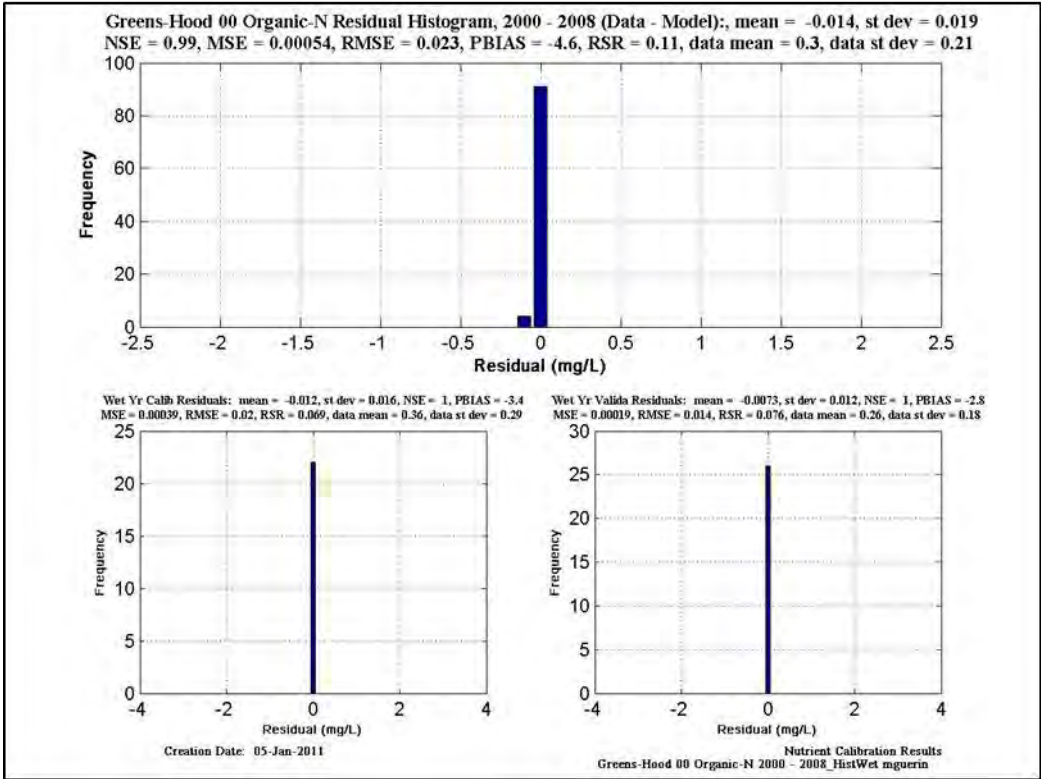 Greens-Hood 00 Organic-N Residual Histogram, 2000 - 2008 (Data - Model):, mean = -0.014, st dev = 0.019
NSE = 0.99, MSE = 0.00054, RMSE = 0.023, PBIAS = -4.6, RSR = 0.11, data mean = 0.3, data st dev = 0.21
100
80
60
40
20
0
Frequency
-2.5 -2 -1.5 -1 -0.5 0 0.5 1 1.5 2 2.5
Residual (mg/L)
Wet Yr Calib Residuals: mean = -0.012, st dev = 0.016, NSE = 1, PBIAS = -3.4
MSE = 0.00039, RMSE = 0.02, RSR = 0.069, data mean = 0.36, data st dev = 0.29
25
20
15
10
5
0
Frequency
-4 -2 0 2 4
Residual (mg/L)
Creation Date: 05-Jan-2011
Wet Yr Valida Residuals: mean = -0.0073, st dev = 0.012, NSE = 1, PBIAS = -2.8
MSE = 0.00019, RMSE = 0.014, RSR = 0.076, data mean = 0.26, data st dev = 0.18
30
25
20
15
10
5
0
Frequency
-4 -2 0 2 4
Residual (mg/L)
Nutrient Calibration Results
Greens-Hood 00 Organic-N 2000 - 2008_HistWet mguerin